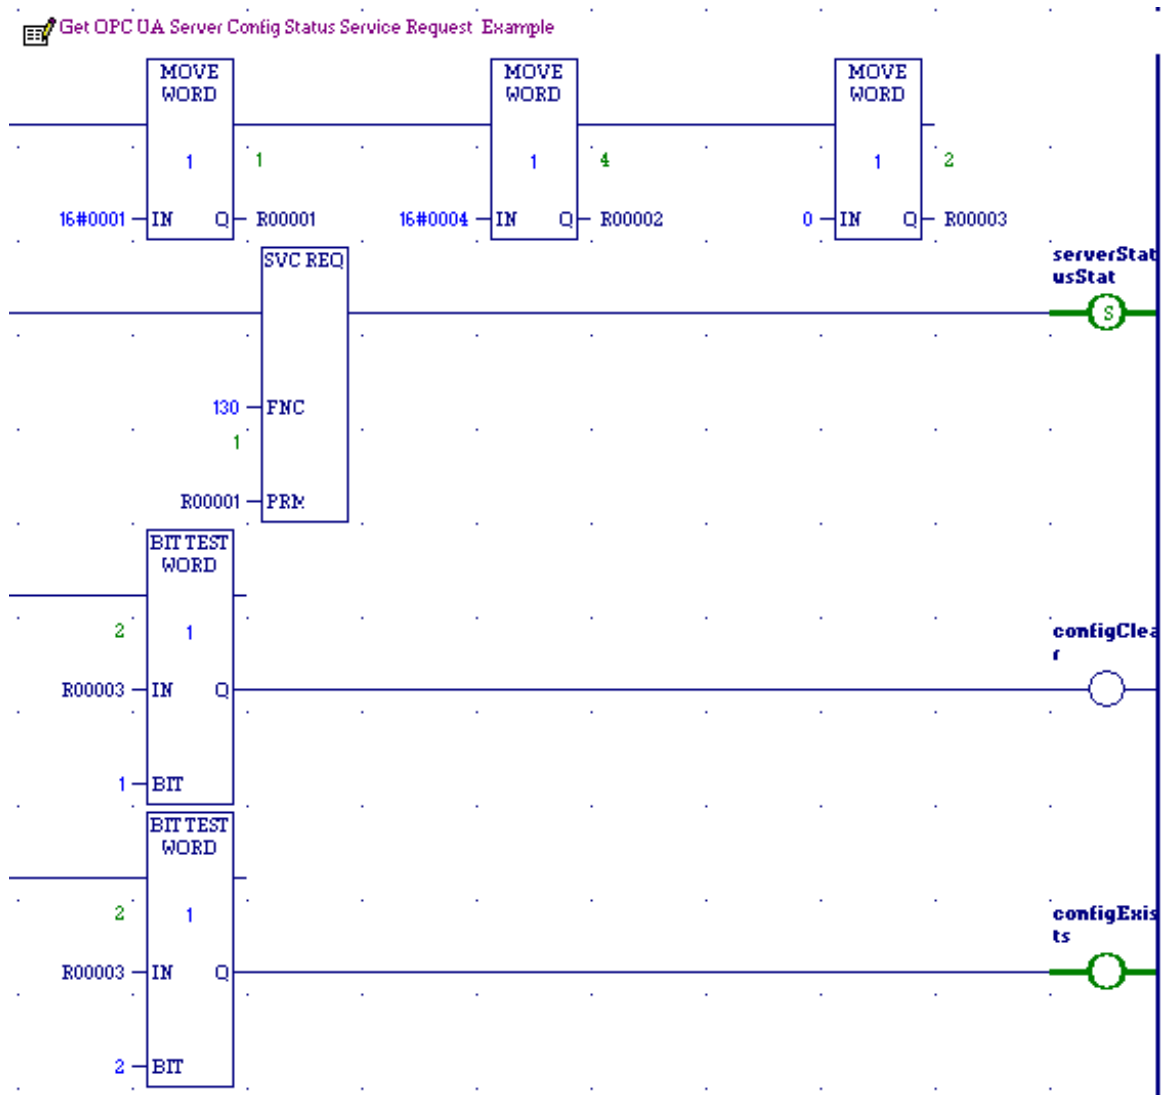 Get OPC UA Server Config Status Service Request Example
MOVE WORD MOVE WORD MOVE WORD
1 1 1 4 1 2
16#0001 IN Q R00001 16#0004 IN Q R00002 0 IN Q R00003
SVC REQ
serverStat
usStat
S
130 FNC
1
R00001 PRM
BIT TEST
WORD
2 1
configClea
r
R00003 IN Q
1 BIT
BIT TEST
WORD
2 1
configExis
ts
R00003 IN Q
2 BIT